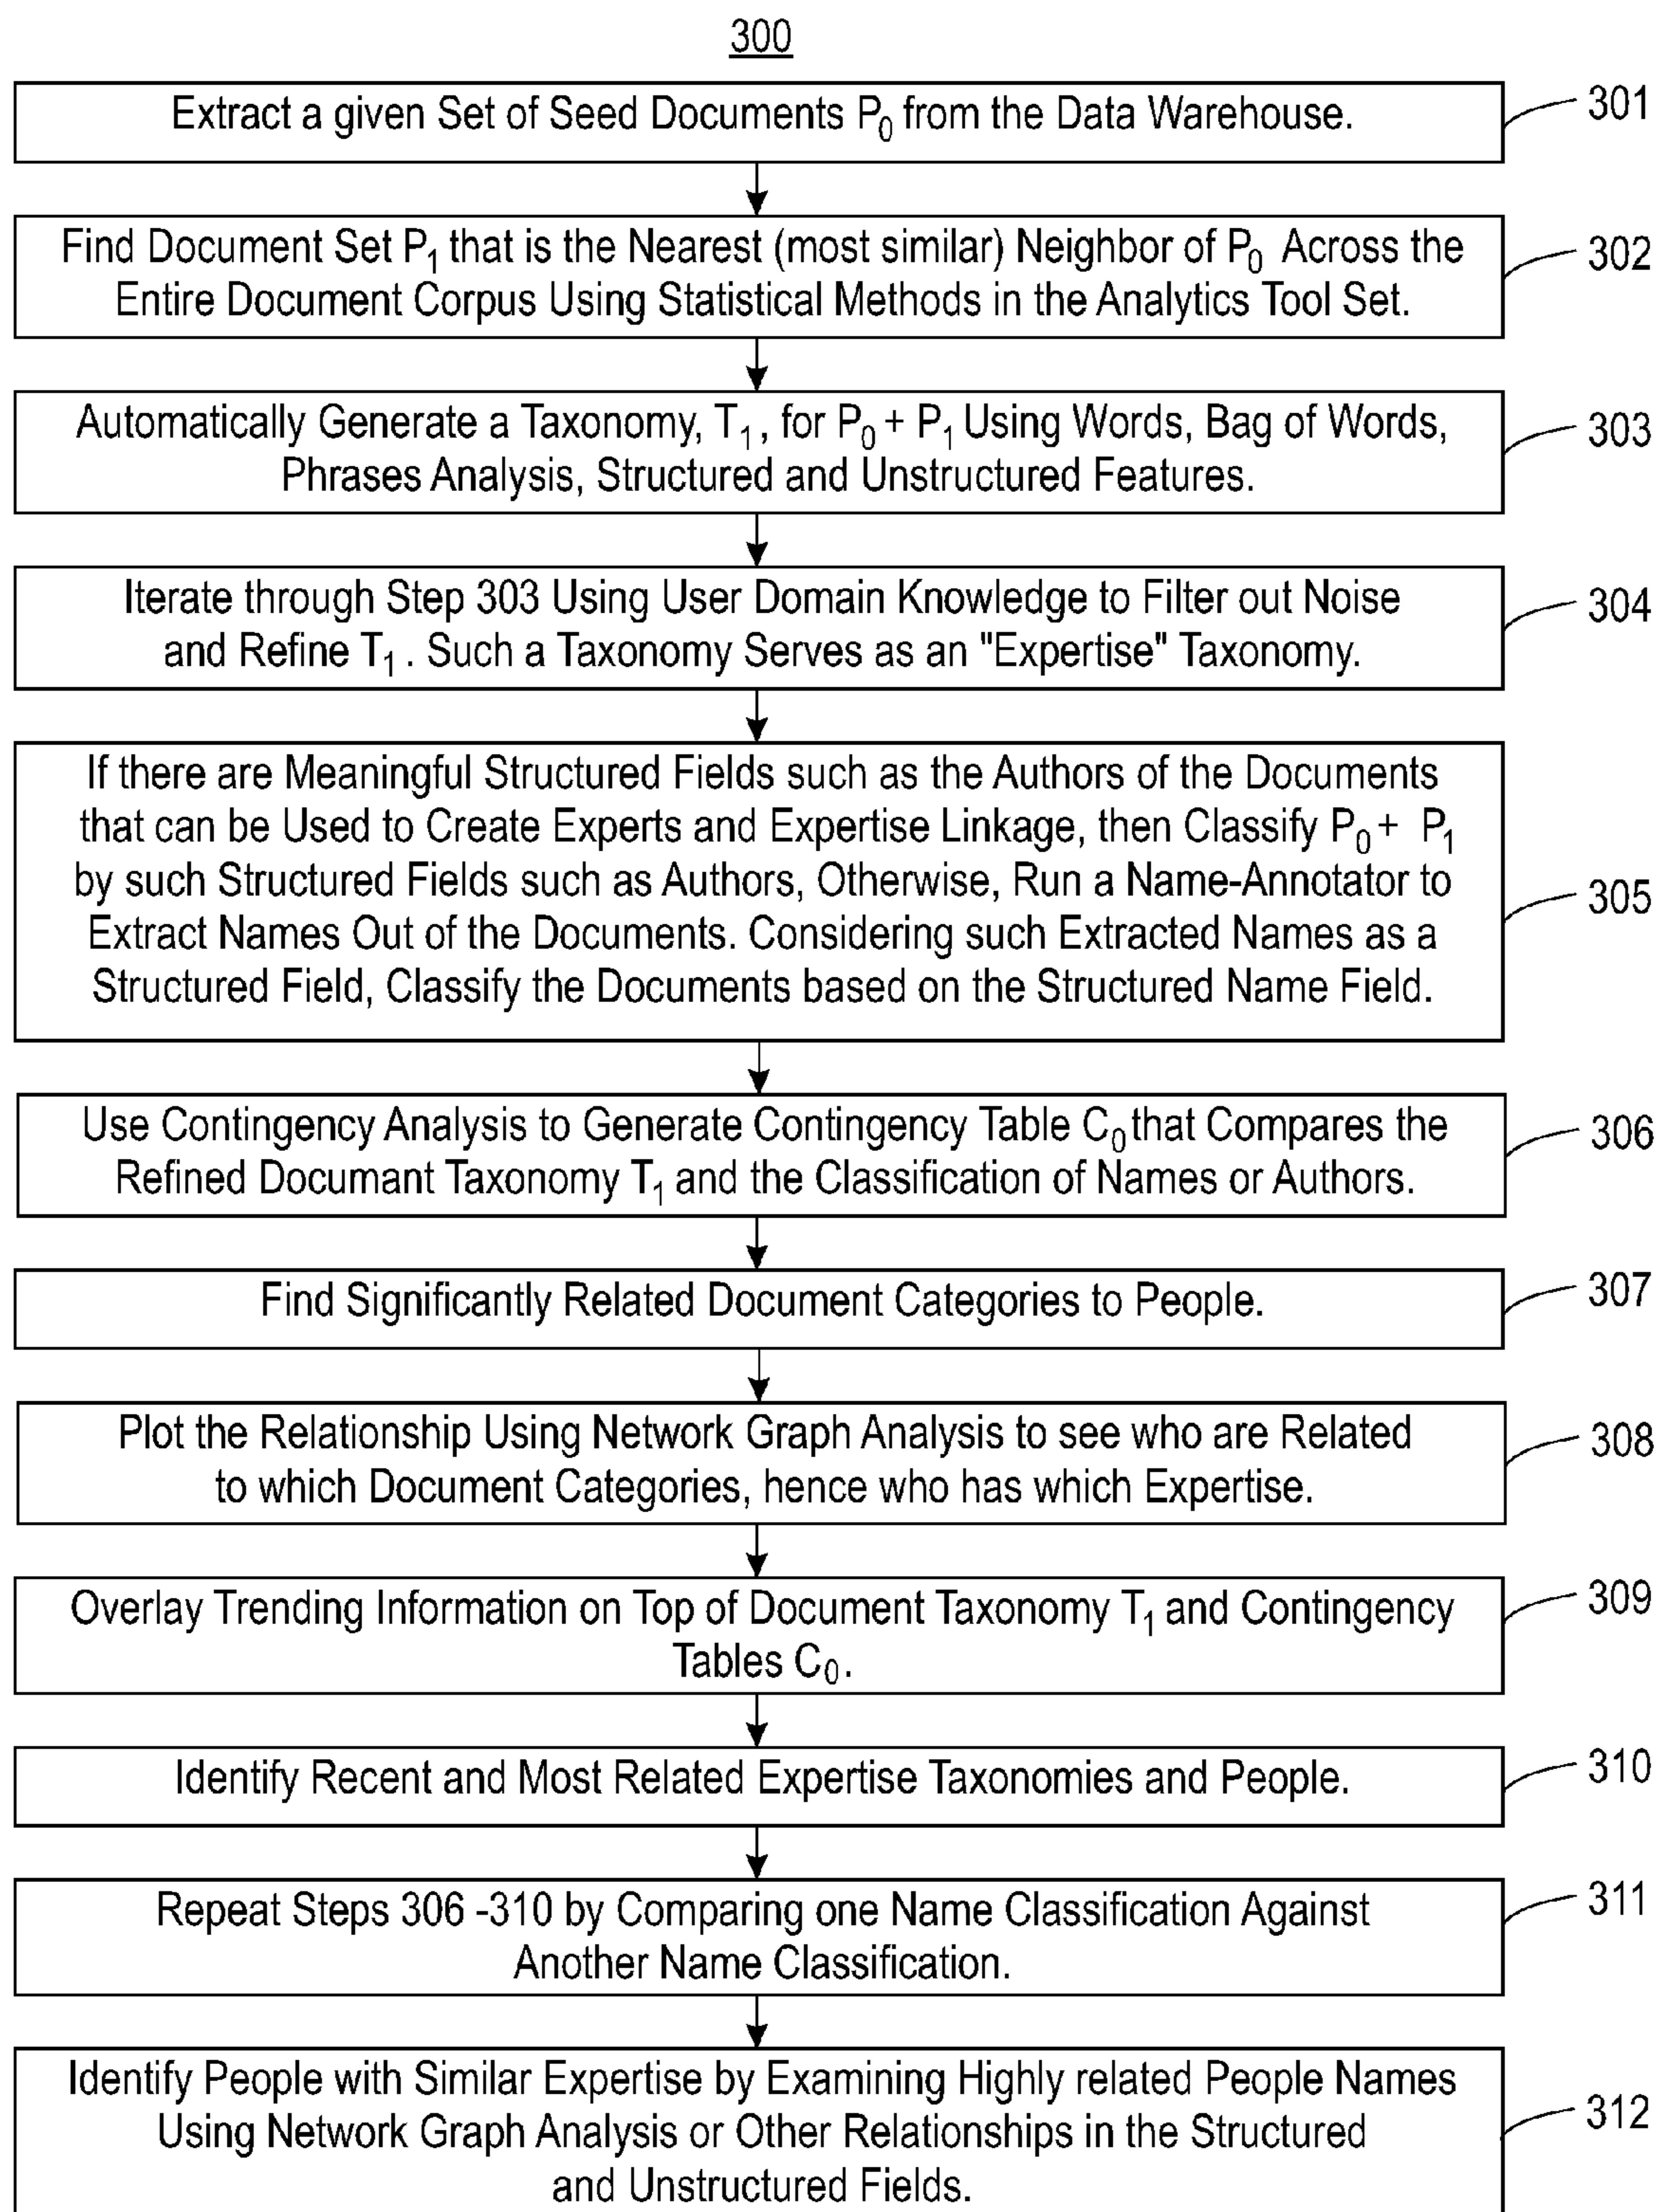 300
Extract a given Set of Seed Documents P₀ from the Data Warehouse.
301
Find Document Set P₁ that is the Nearest (most similar) Neighbor of P₀ Across the
Entire Document Corpus Using Statistical Methods in the Analytics Tool Set.
302
Automatically Generate a Taxonomy, T₁, for P₀ + P₁ Using Words, Bag of Words,
Phrases Analysis, Structured and Unstructured Features.
303
Iterate through Step 303 Using User Domain Knowledge to Filter out Noise
and Refine T₁. Such a Taxonomy Serves as an "Expertise" Taxonomy.
304
If there are Meaningful Structured Fields such as the Authors of the Documents
that can be Used to Create Experts and Expertise Linkage, then Classify P₀ + P₁
by such Structured Fields such as Authors, Otherwise, Run a Name-Annotator to
Extract Names Out of the Documents. Considering such Extracted Names as a
Structured Field, Classify the Documents based on the Structured Name Field.
305
Use Contingency Analysis to Generate Contingency Table C₀ that Compares the
Refined Documant Taxonomy T₁ and the Classification of Names or Authors.
306
Find Significantly Related Document Categories to People.
307
Plot the Relationship Using Network Graph Analysis to see who are Related
to which Document Categories, hence who has which Expertise.
308
Overlay Trending Information on Top of Document Taxonomy T₁ and Contingency
Tables C₀.
309
Identify Recent and Most Related Expertise Taxonomies and People.
310
Repeat Steps 306 -310 by Comparing one Name Classification Against
Another Name Classification.
311
Identify People with Similar Expertise by Examining Highly related People Names
Using Network Graph Analysis or Other Relationships in the Structured
and Unstructured Fields.
312